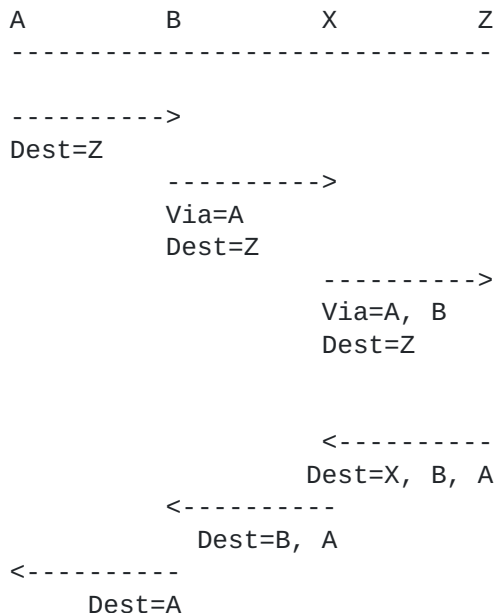 A         B         X         Z
-------------------------------
---------->
Dest=Z
          ---------->
          Via=A
          Dest=Z
                    ---------->
                    Via=A, B
                    Dest=Z
                    <----------
                   Dest=X, B, A
          <----------
            Dest=B, A
<----------
     Dest=A